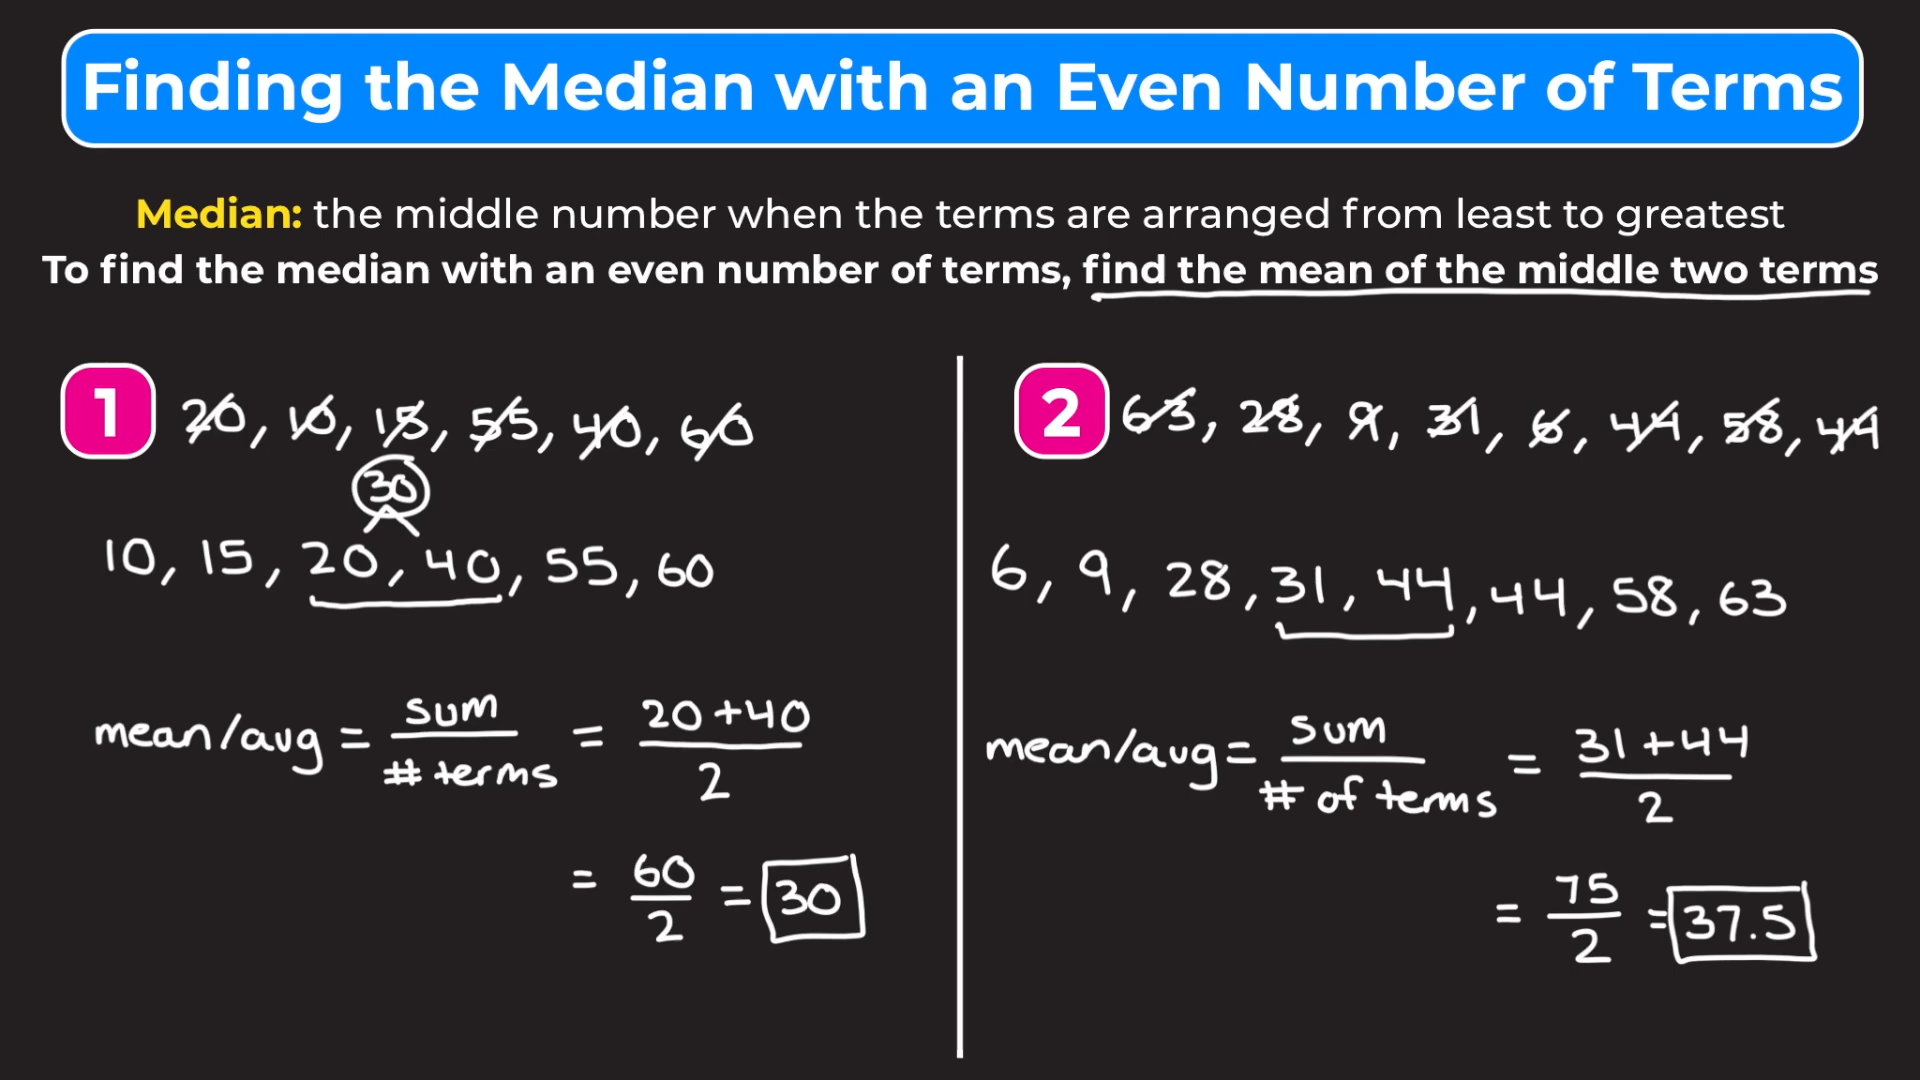 Finding the Median with an Even Number of Terms
Median: the middle number when the terms are arranged from least to greatest
To find the median with an even number of terms, find the mean of the middle two terms
1
20, 10, 15, 55, 40, 60
30
10, 15, 20, 40, 55, 60
mean/avg = sum / # terms = 20+40 / 2
= 60 / 2 = 30
2
63, 28, 9, 31, 6, 44, 58, 44
6, 9, 28, 31, 44, 44, 58, 63
mean/avg = sum / # of terms = 31+44 / 2
= 75 / 2 = 37.5